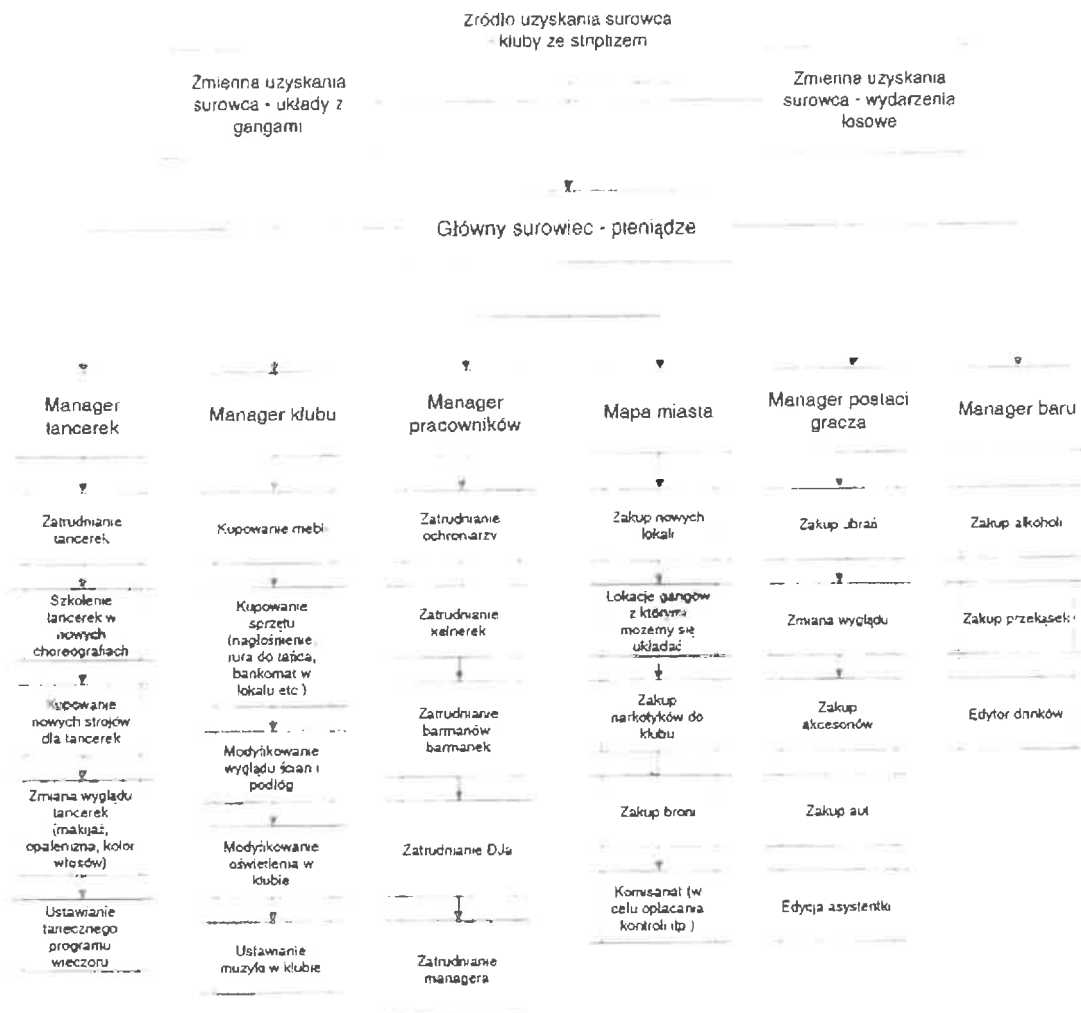 Źródło uzyskania surowca
- kluby ze striptizem
Zmienna uzyskania
surowca - układy z
gangami
Zmienna uzyskania
surowca - wydarzenia
losowe
Główny surowiec - pieniądze
Manager
tancerek
Zatrudnianie
tancerek
Szkolenie
tancerek w
nowych
choreografiach
Kupowanie
nowych strojów
dla tancerek
Zmiana wyglądu
tancerek
(makijaż,
opalenizna, kolor
włosów)
Ustawianie
tanecznego
programu
wieczoru
Manager klubu
Kupowanie mebli
Kupowanie
sprzętu
(nagłośnienie
rura do tańca,
bankomat w
lokalu etc.)
Modyfikowanie
wyglądu ścian i
podłóg
Modyfikowanie
oświetlenia w
klubie
Ustawianie
muzyki w klubie
Manager
pracowników
Zatrudnianie
ochroniarzy
Zatrudnianie
kelnerek
Zatrudnianie
barmanów
barmanek
Zatrudnianie DJa
Zatrudnianie
managera
Mapa miasta
Zakup nowych
lokali
Lokacje gangów
z którymi
możemy się
układać
Zakup
narkotyków do
klubu
Zakup broni
Komisariat (w
celu opłacania
kontroli itp.)
Manager postaci
gracza
Zakup ubrań
Zmiana wyglądu
Zakup
akcesoriów
Zakup aut
Edycja asystentki
Manager baru
Zakup alkoholi
Zakup przekąsek
Edytor drinków